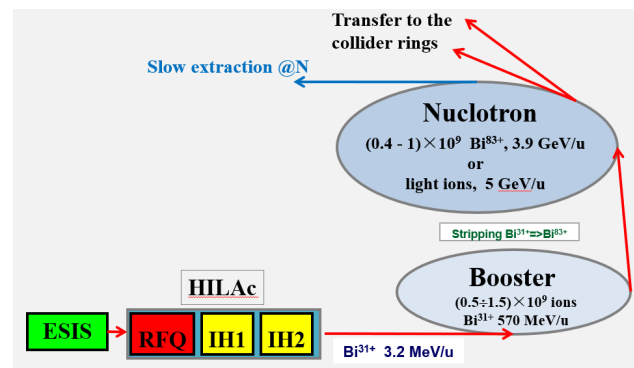 Transfer to the
collider rings
Slow extraction @N
Nuclotron
(0.4 - 1)×10⁹ Bi⁸³⁺, 3.9 GeV/u
or
light ions, 5 GeV/u
Stripping Bi³¹⁺=>Bi⁸³⁺
Booster
(0.5÷1.5)×10⁹ ions
Bi³¹⁺ 570 MeV/u
HILAc
ESIS
RFQ IH1 IH2
Bi³¹⁺ 3.2 MeV/u